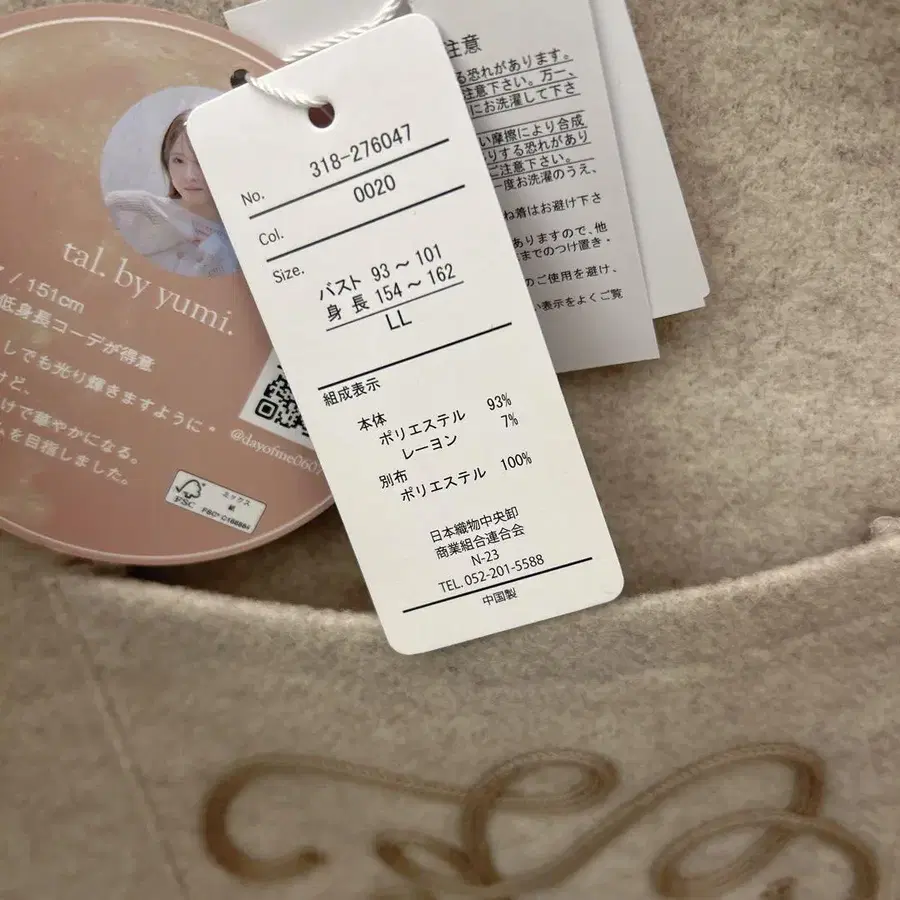 tal. by yumi.
/ 151cm
低身長コーデが得意
しでも光り輝きますように・
けど、
けで華やかになる。
ムを目指しました。
@dayofme060
FSC
ミックス
紙
No. 318-276047
Col. 0020
Size.
バスト 93 ～ 101
身 長 154 ～ 162
LL
組成表示
本体
ポリエステル 93%
レーヨン 7%
別布
ポリエステル 100%
日本織物中央卸
商業組合連合会
N-23
TEL. 052-201-5588
中国製
注意
る恐れがあります。
注意下さい。万一、
にお洗濯して下さ
い摩擦により合成
りする恐れがあり
ご注意下さい。
度お洗濯のうえ、
ね着はお避け下さ
ありますので、他
までのつけ置き・
のご使用を避け、
い表示をよくご覧